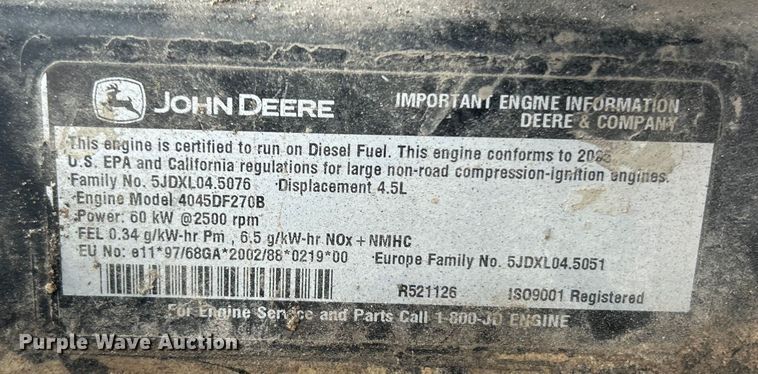 JOHN DEERE
IMPORTANT ENGINE INFORMATION
DEERE & COMPANY
This engine is certified to run on Diesel Fuel. This engine conforms to
U.S. EPA and California regulations for large non-road compression-ignition engines.
Family No. 5JDXL04.5076 Displacement 4.5L
Engine Model 4045DF270B
Power: 60 kW @2500 rpm
FEL 0.34 g/kW-hr Pm , 6.5 g/kW-hr NOx + NMHC
EU No: e11*97/68GA*2002/88*0219*00 Europe Family No. 5JDXL04.5051
R521126 ISO9001 Registered
For Engine Service and Parts Call 1-800-JD ENGINE
Purple Wave Auction